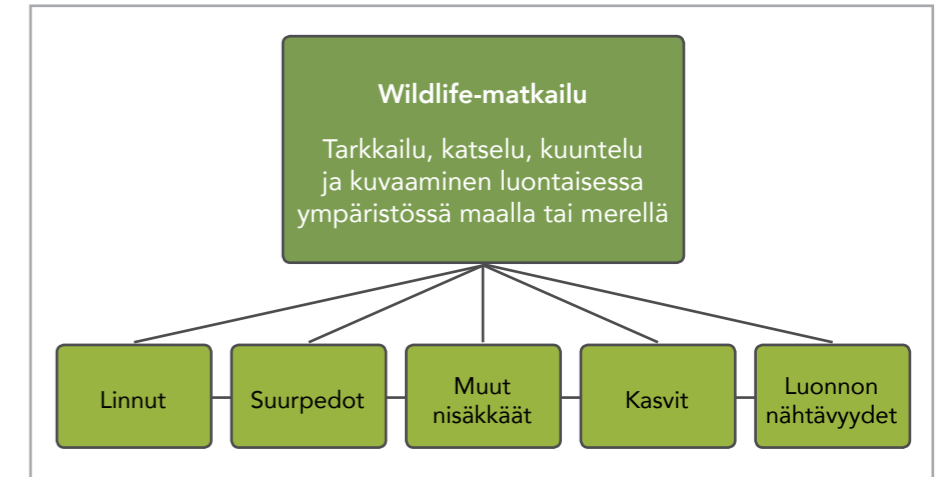 Wildlife-matkailu
Tarkkailu, katselu, kuuntelu
ja kuvaaminen luontaisessa
ympäristössä maalla tai merellä
Linnut
Suurpedot
Muut
nisäkkäät
Kasvit
Luonnon
nähtävyydet